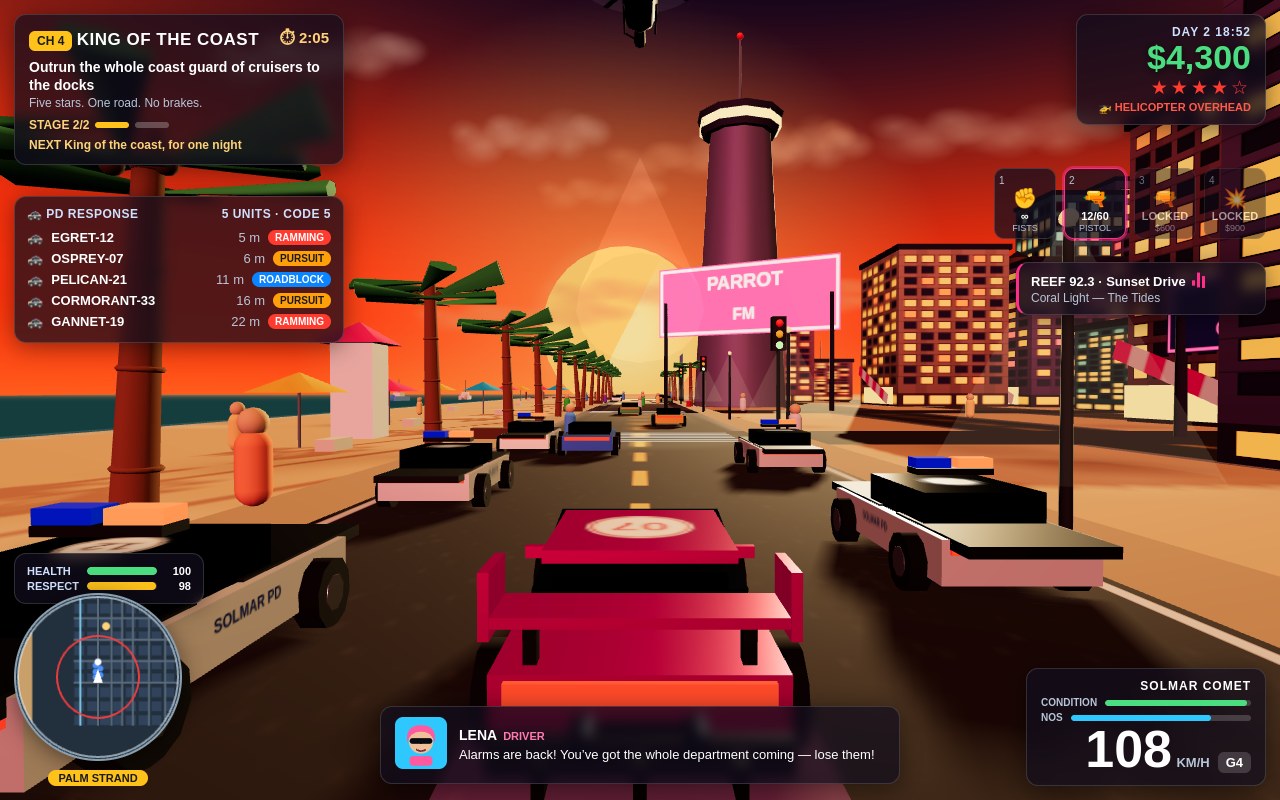 CH 4 KING OF THE COAST 2:05
Outrun the whole coast guard of cruisers to
the docks
Five stars. One road. No brakes.
STAGE 2/2
NEXT King of the coast, for one night
PD RESPONSE 5 UNITS · CODE 5
EGRET-12 5 m RAMMING
OSPREY-07 6 m PURSUIT
PELICAN-21 11 m ROADBLOCK
CORMORANT-33 16 m PURSUIT
GANNET-19 22 m RAMMING
DAY 2 18:52
$4,300
★★★★☆
HELICOPTER OVERHEAD
1 2 3 4
∞ 12/60 LOCKED LOCKED
FISTS PISTOL $600 $900
REEF 92.3 · Sunset Drive
Coral Light — The Tides
PARROT
FM
07
SOLMAR PD
SOLMAR PD
HEALTH 100
RESPECT 98
PALM STRAND
LENA DRIVER
Alarms are back! You’ve got the whole department coming — lose them!
SOLMAR COMET
CONDITION
NOS
108 KM/H G4